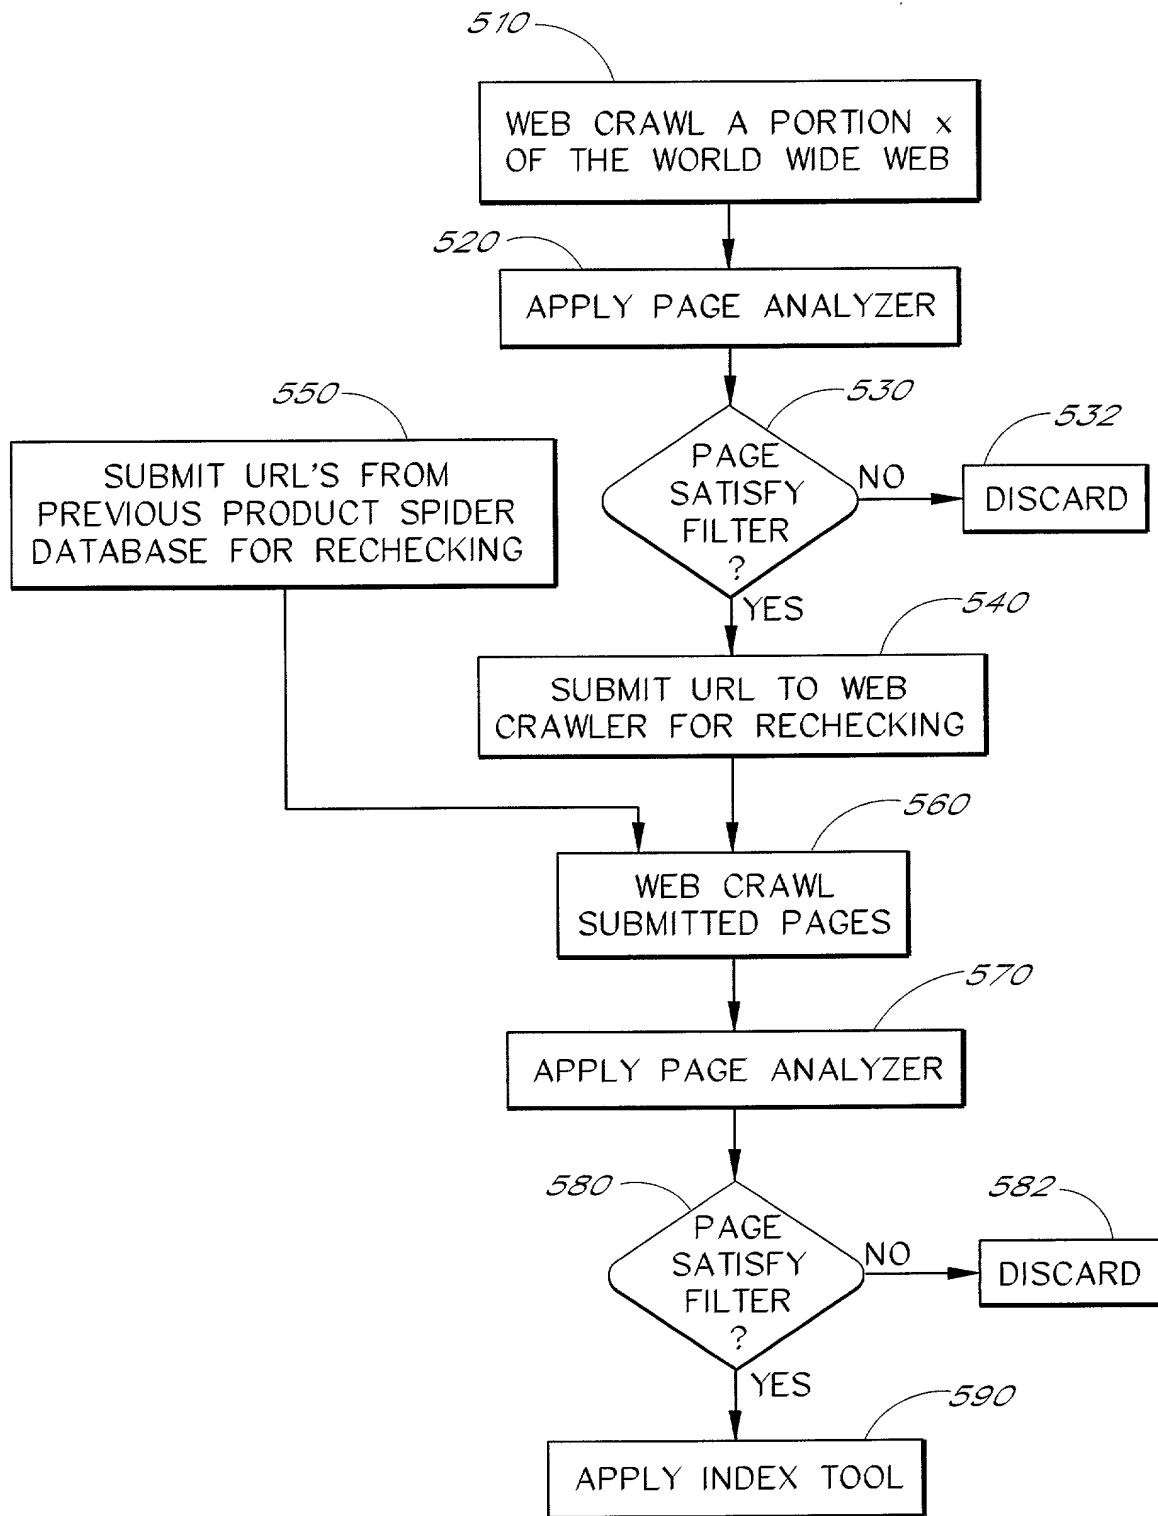 510
WEB CRAWL A PORTION x
OF THE WORLD WIDE WEB
520
APPLY PAGE ANALYZER
530
PAGE
SATISFY
FILTER
?
NO
532
DISCARD
YES
550
SUBMIT URL'S FROM
PREVIOUS PRODUCT SPIDER
DATABASE FOR RECHECKING
540
SUBMIT URL TO WEB
CRAWLER FOR RECHECKING
560
WEB CRAWL
SUBMITTED PAGES
570
APPLY PAGE ANALYZER
580
PAGE
SATISFY
FILTER
?
NO
582
DISCARD
YES
590
APPLY INDEX TOOL